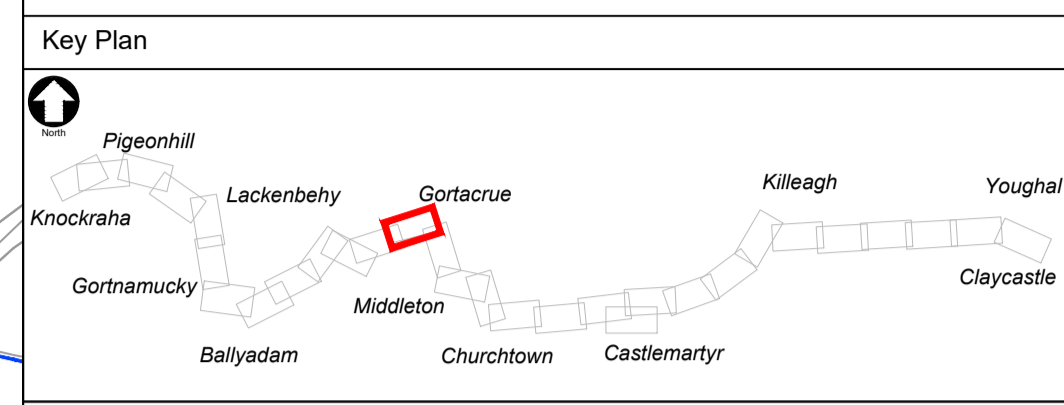 Key Plan
North
Pigeonhill
Knockraha
Lackenbehy
Gortnamucky
Ballyadam
Gortacrue
Middleton
Churchtown
Castlemartyr
Killeagh
Youghal
Claycastle